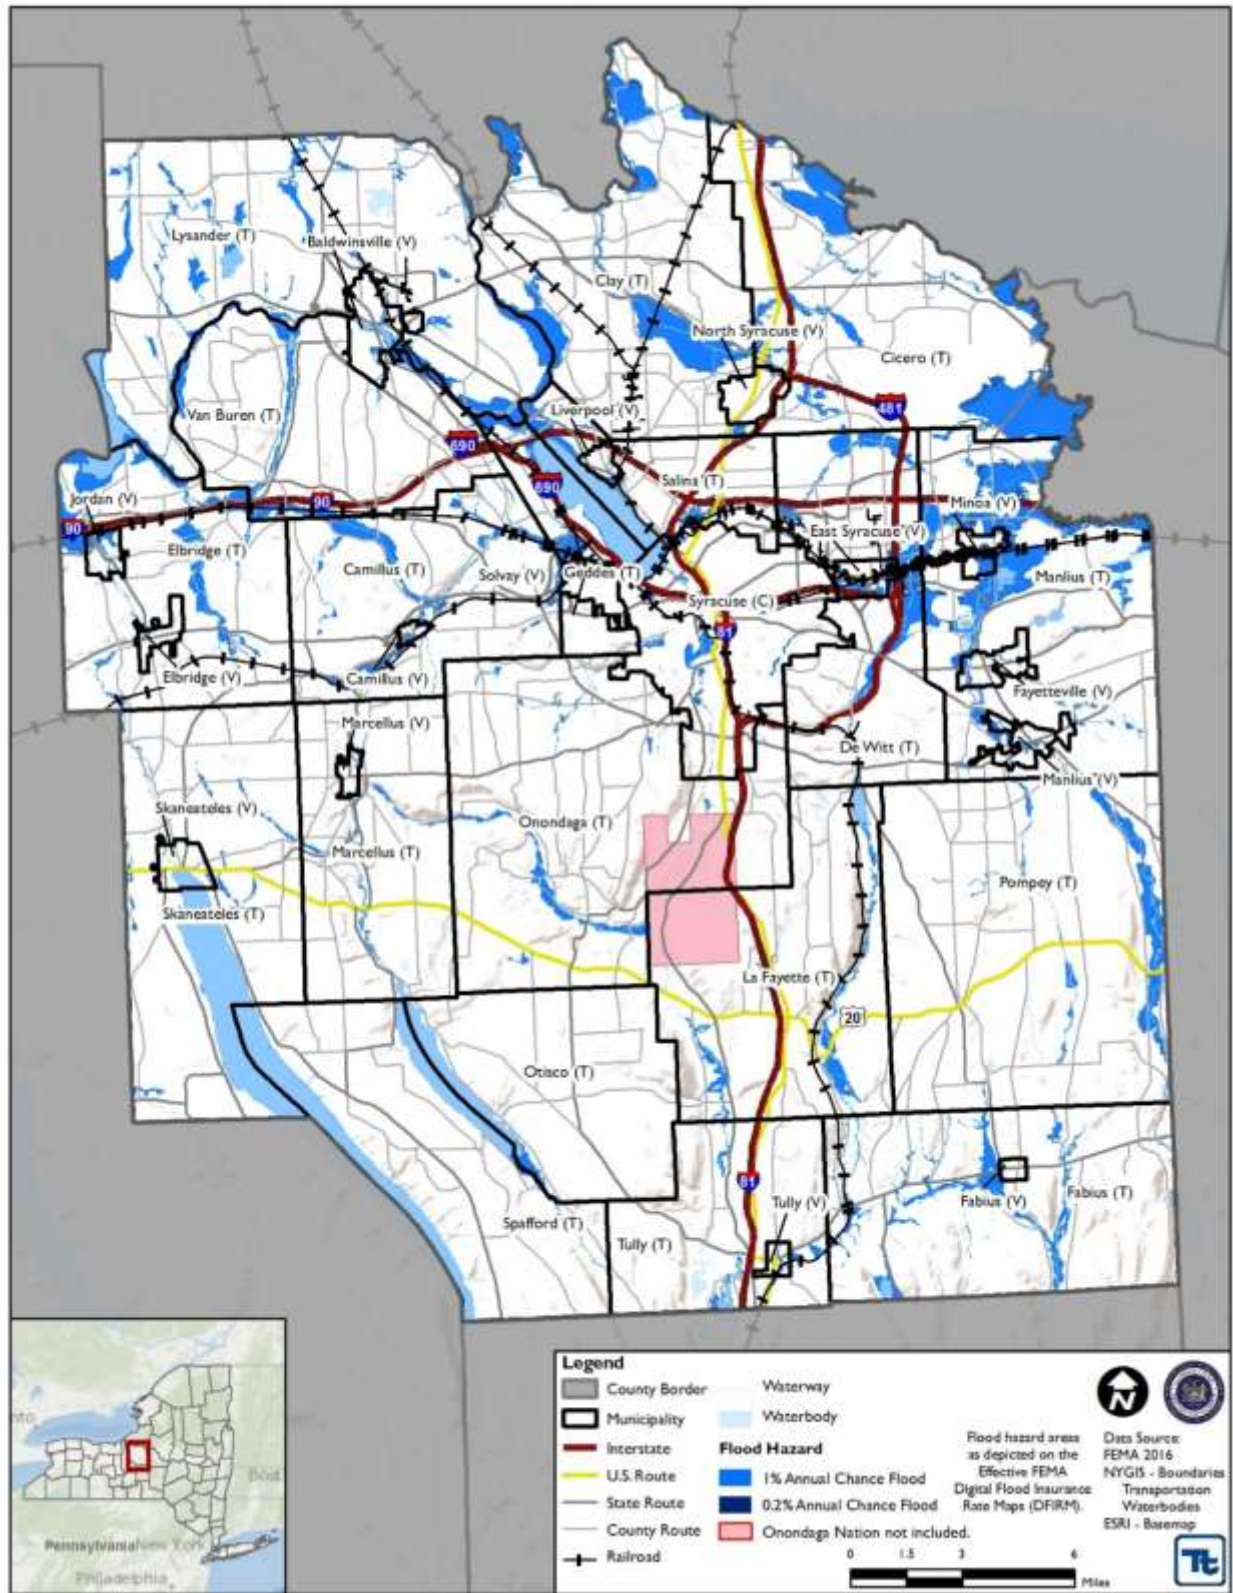 Lysander (T)
Baldwinsville (V)
Clay (T)
North Syracuse (V)
Cicero (T)
Van Buren (T)
Liverpool (V)
481
690
Salina (T)
690
Jordan (V)
90
Minoa (V)
90
East Syracuse (V)
Elbridge (T)
Camillus (T)
Solvay (V)
Geddes (T)
Manlius (T)
Syracuse (C)
81
Elbridge (V)
Camillus (V)
Fayetteville (V)
Marcellus (V)
De Witt (T)
Manlius (V)
Skaneateles (V)
Onondaga (T)
Marcellus (T)
Pompey (T)
Skaneateles (T)
La Fayette (T)
20
Otisco (T)
81
Tully (V)
Fabius (V)
Fabius (T)
Spafford (T)
Tully (T)
Pennsylvania
New York
Philadelphia
Legend
County Border
Municipality
Interstate
U.S. Route
State Route
County Route
Railroad
Waterway
Waterbody
Flood Hazard
1% Annual Chance Flood
0.2% Annual Chance Flood
Onondaga Nation not included.
Flood hazard areas
as depicted on the
Effective FEMA
Digital Flood Insurance
Rate Maps (DFIRM).
N
Data Source:
FEMA 2016
NYGIS - Boundaries
Transportation
Waterbodies
ESRI - Basemap
0 1.5 3 6
Miles
Tt